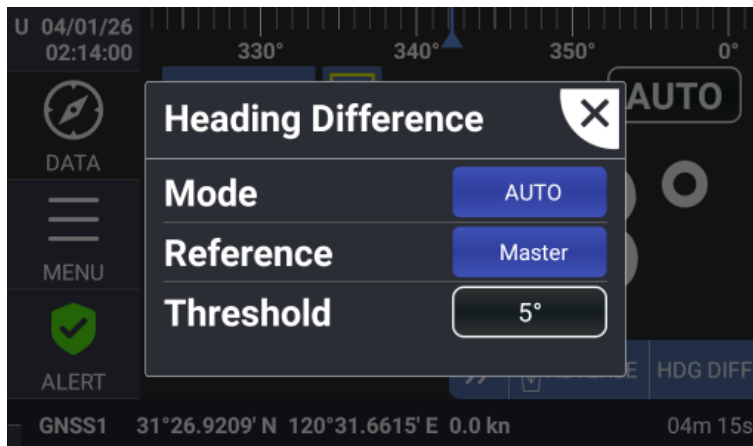 U 04/01/26
02:14:00
330° 340° 350° 0°
AUTO
Heading Difference
DATA
Mode AUTO
Reference Master
MENU
Threshold 5°
ALERT
HDG DIFF
GNSS1 31°26.9209' N 120°31.6615' E 0.0 kn 04m 15s